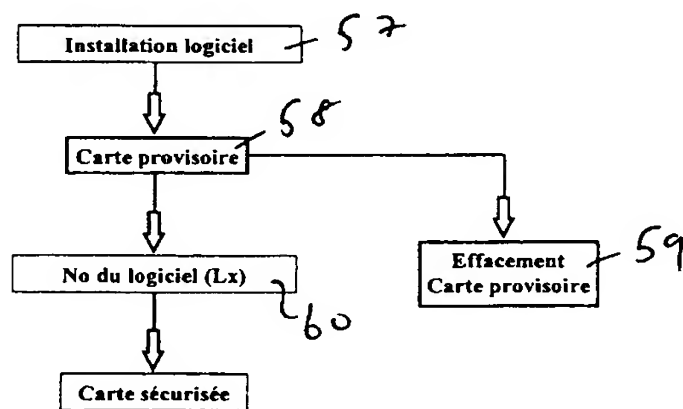 Installation logiciel
57
58
Carte provisoire
No du logiciel (Lx)
60
Effacement
Carte provisoire
59
Carte sécurisée